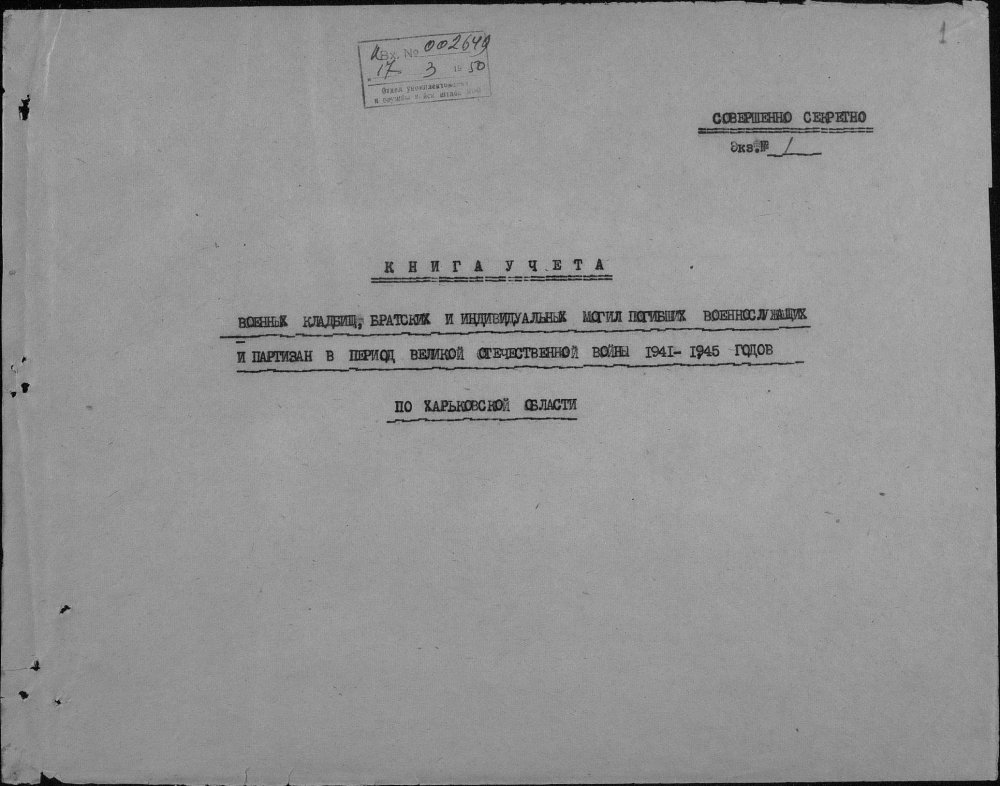 Вх. № 002649
17 3 1950
Отдел
1
СОВЕРШЕННО СЕКРЕТНО
Экз.№ 1
КНИГА УЧЕТА
ВОЕННЫХ КЛАДБИЩ, БРАТСКИХ И ИНДИВИДУАЛЬНЫХ МОГИЛ ПОГИБШИХ ВОЕННОСЛУЖАЩИХ
И ПАРТИЗАН В ПЕРИОД ВЕЛИКОЙ ОТЕЧЕСТВЕННОЙ ВОЙНЫ 1941- 1945 ГОДОВ
ПО ХАРЬКОВСКОЙ ОБЛАСТИ